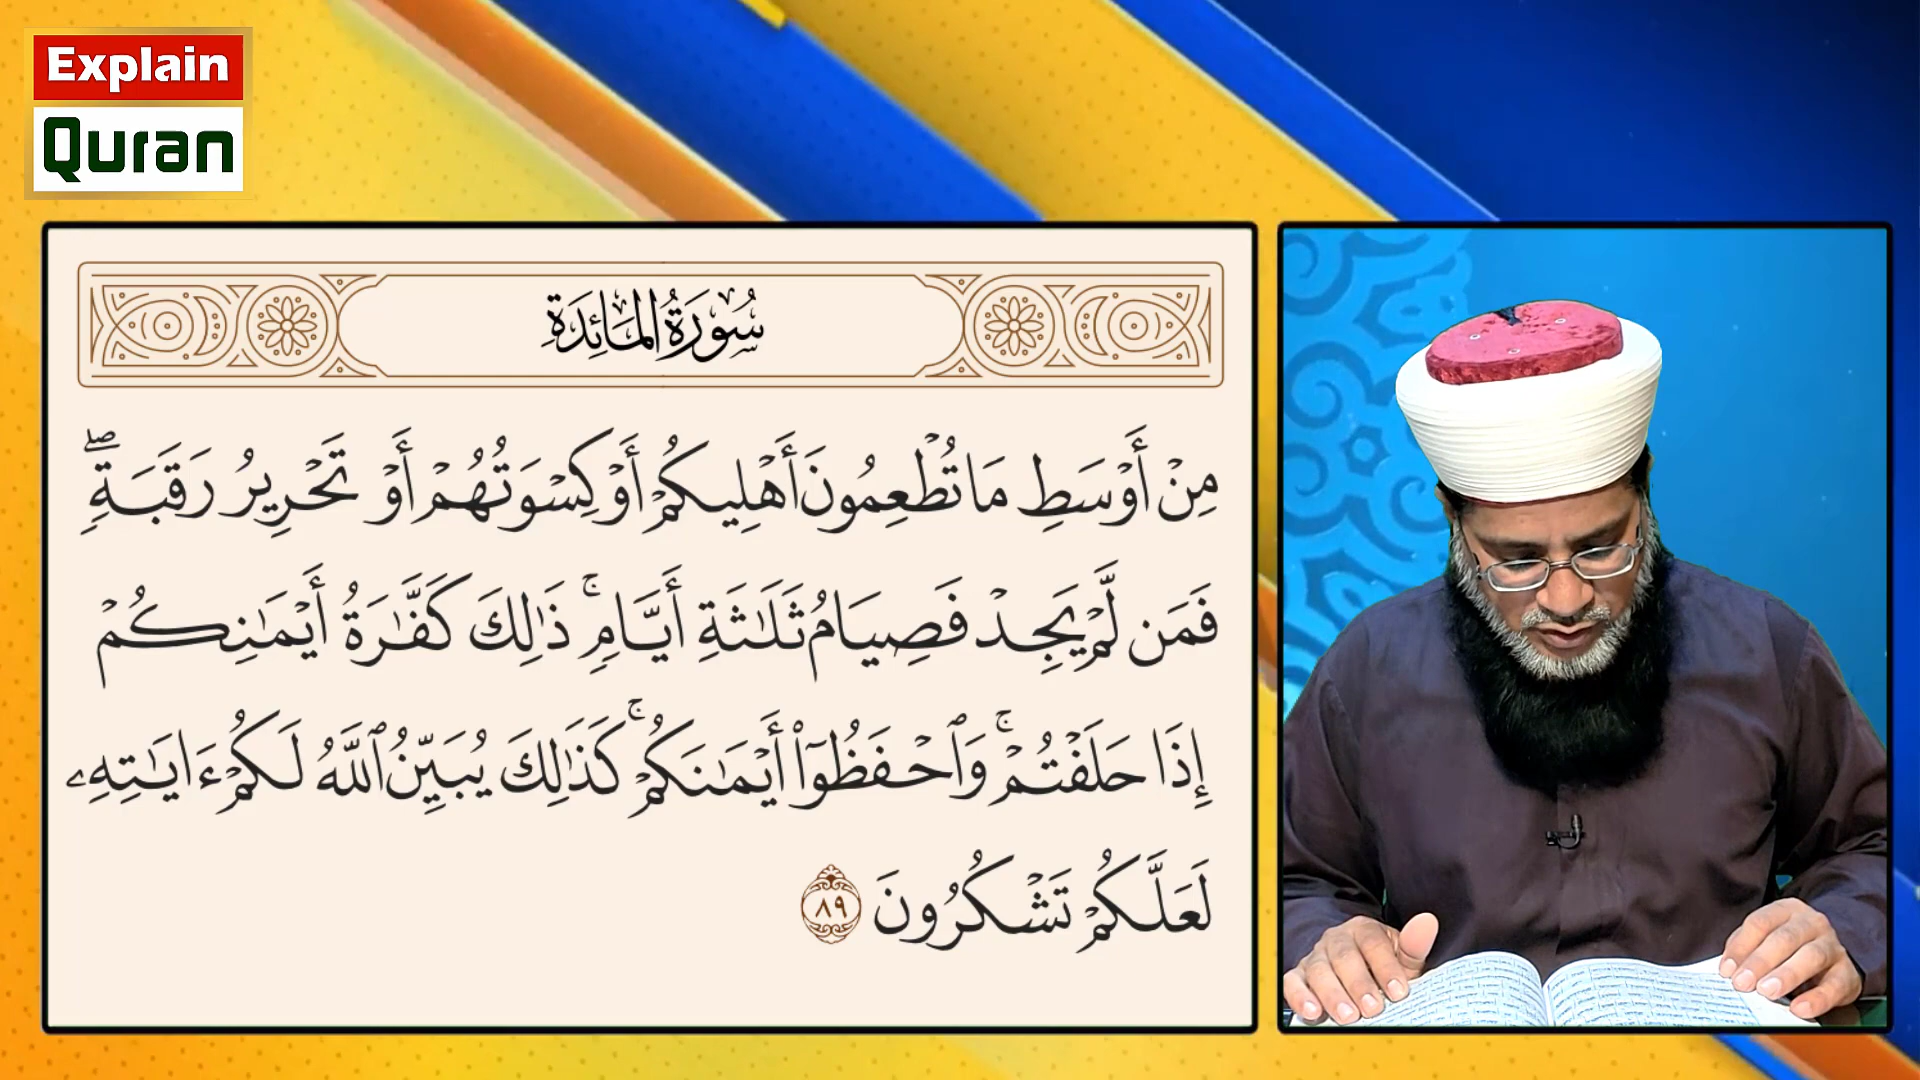 Explain
Quran
سُورَةُ المَائِدَةِ
مِنْ أَوْسَطِ مَا تُطْعِمُونَ أَهْلِيكُمْ أَوْ كِسْوَتُهُمْ أَوْ تَحْرِيرُ رَقَبَةٍۖ
فَمَن لَّمْ يَجِدْ فَصِيَامُ ثَلَٰثَةِ أَيَّامٍۚ ذَٰلِكَ كَفَّٰرَةُ أَيْمَٰنِكُمْ
إِذَا حَلَفْتُمْۚ وَٱحْفَظُوٓا۟ أَيْمَٰنَكُمْۚ كَذَٰلِكَ يُبَيِّنُ ٱللَّهُ لَكُمْ ءَايَٰتِهِۦ
لَعَلَّكُمْ تَشْكُرُونَ ٨٩